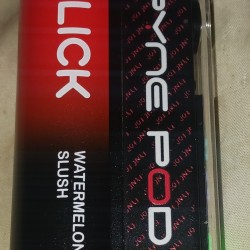 LICK
WATERMELON
SLUSH
PYNE POD